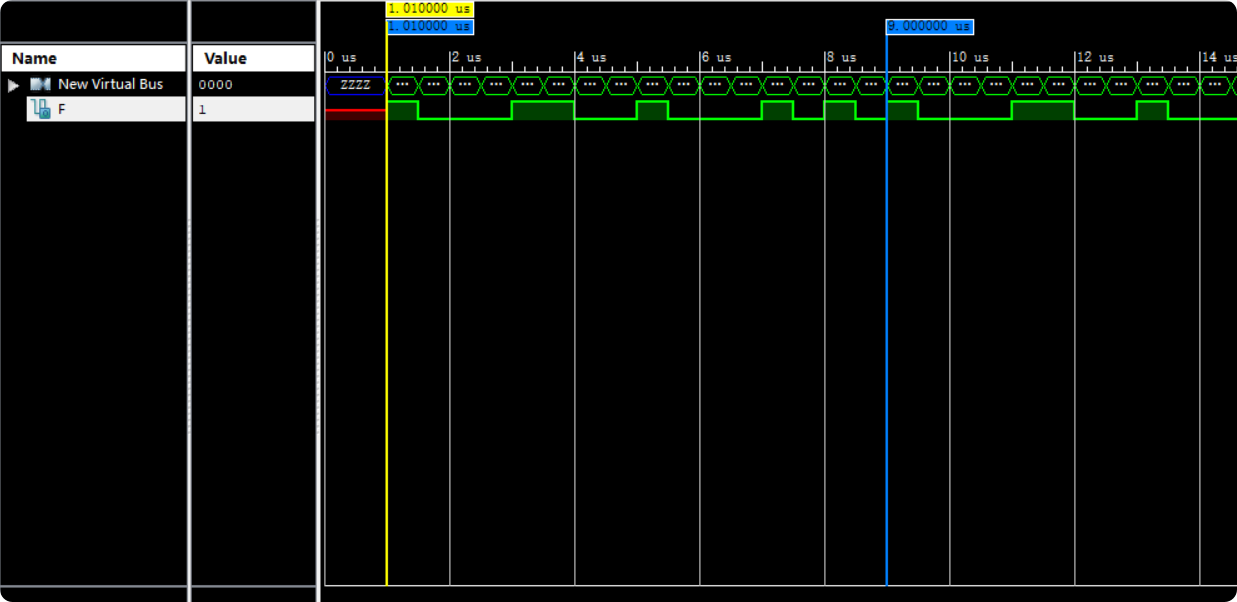 1.010000 us
1.010000 us 9.000000 us
Name Value
0 us 2 us 4 us 6 us 8 us 10 us 12 us 14 us
New Virtual Bus 0000 ZZZZ ... ... ... ... ... ... ... ... ... ... ... ... ... ... ... ... ... ... ... ... ... ... ... ... ... ... ...
F 1